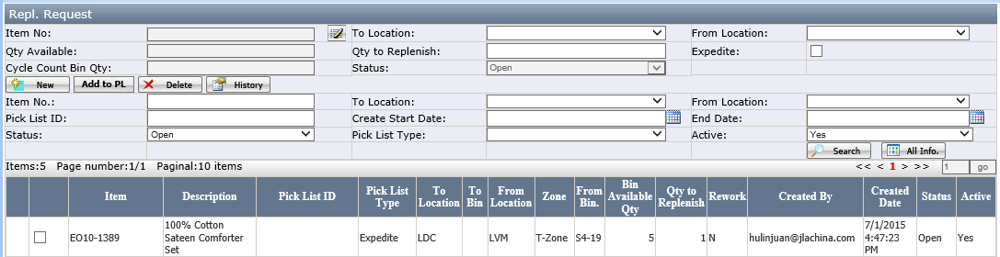 Repl. Request
Item No: To Location: From Location:
Qty Available: Qty to Replenish: Expedite:
Cycle Count Bin Qty: Status: Open
New Add to PL Delete History
Item No.: To Location: From Location:
Pick List ID: Create Start Date: End Date:
Status: Open Pick List Type: Active: Yes
Search All Info.
Items:5 Page number:1/1 Paginal:10 items << < 1 > >> 1 go
Item Description Pick List ID Pick List Type To Location To Bin From Location Zone From Bin. Bin Available Qty Qty to Replenish Rework Created By Created Date Status Active
EO10-1389 100% Cotton Sateen Comforter Set Expedite LDC LVM T-Zone S4-19 5 1 N hulinjuan@jlachina.com 7/1/2015 4:47:23 PM Open Yes